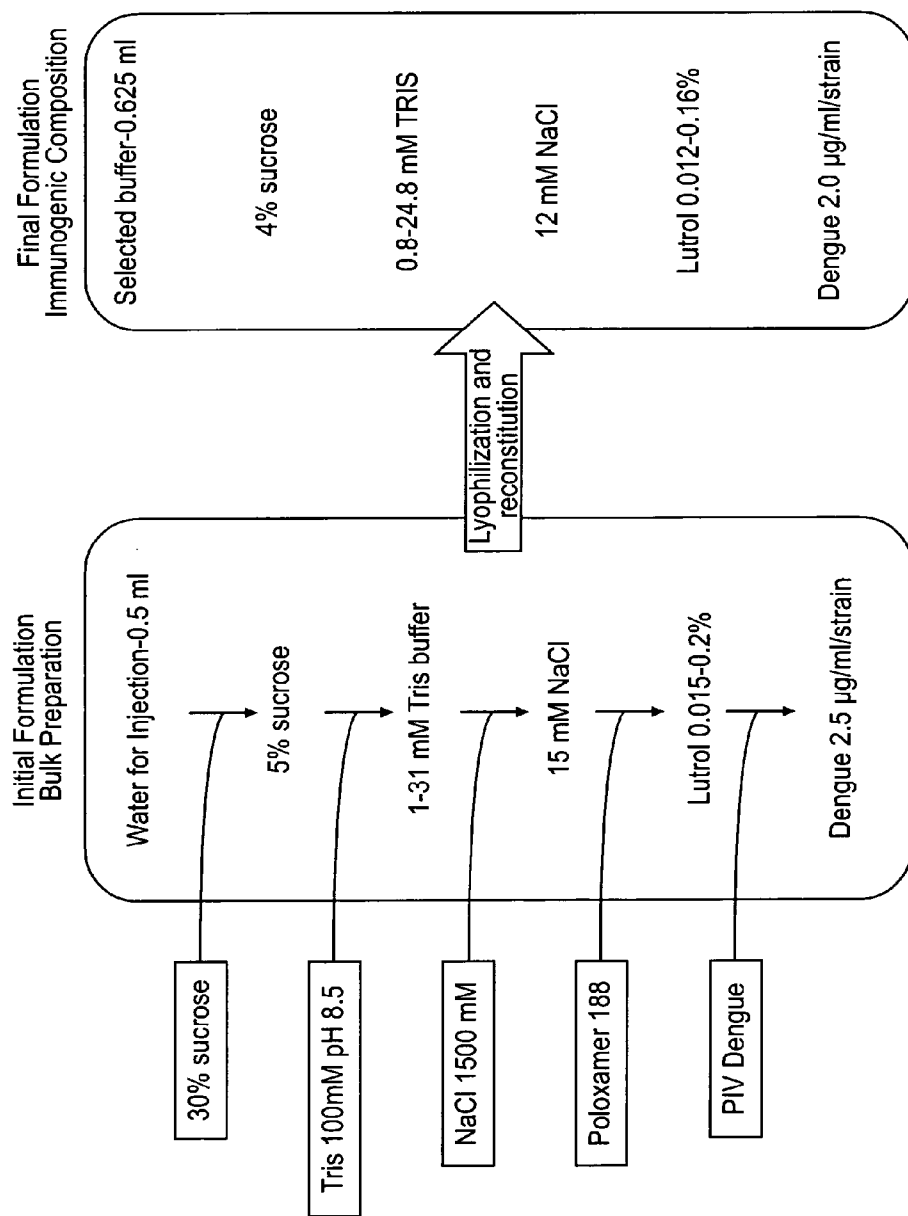 Initial Formulation
Bulk Preparation
30% sucrose
Tris 100mM pH 8.5
NaCl 1500 mM
Poloxamer 188
PIV Dengue
Water for Injection-0.5 ml
5% sucrose
1-31 mM Tris buffer
15 mM NaCl
Lutrol 0.015-0.2%
Dengue 2.5 µg/ml/strain
Lyophilization and
reconstitution
Final Formulation
Immunogenic Composition
Selected buffer-0.625 ml
4% sucrose
0.8-24.8 mM TRIS
12 mM NaCl
Lutrol 0.012-0.16%
Dengue 2.0 µg/ml/strain